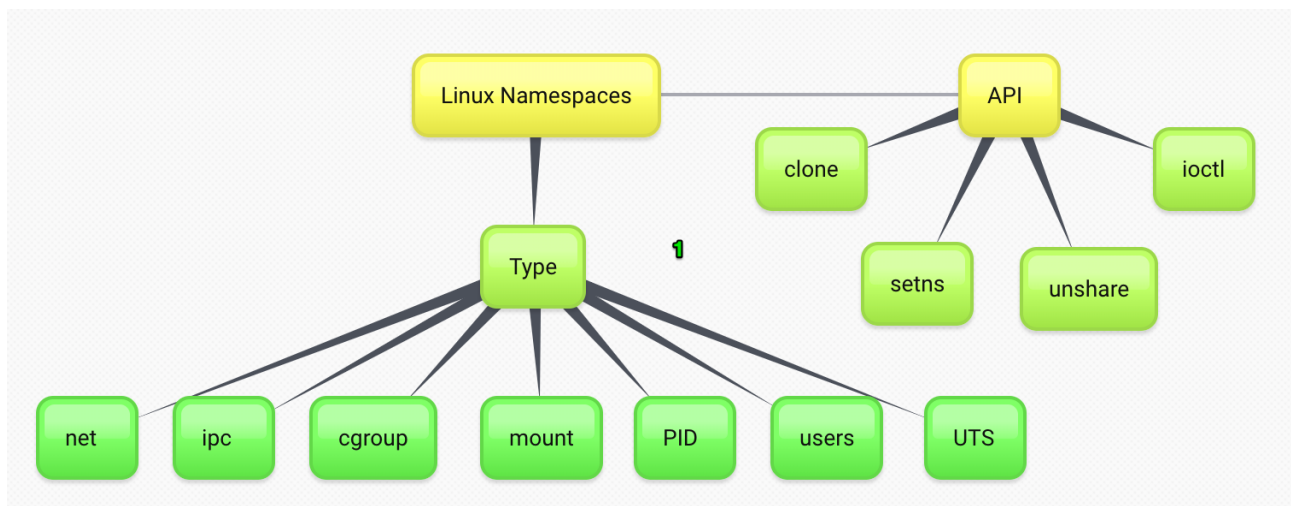 Linux Namespaces
API
clone
ioctl
Type
1
setns
unshare
net
ipc
cgroup
mount
PID
users
UTS